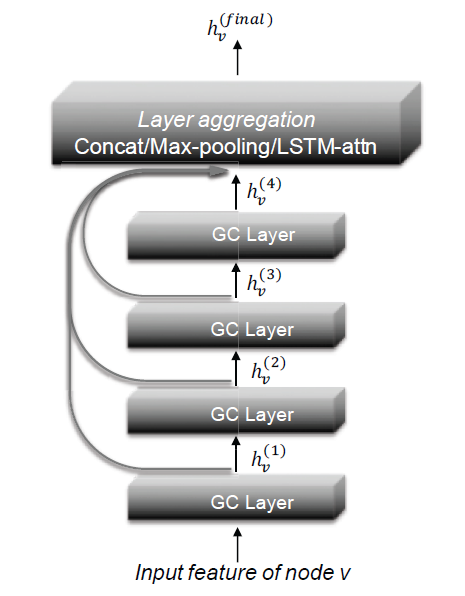 h_v^(final)
Layer aggregation
Concat/Max-pooling/LSTM-attn
h_v^(4)
GC Layer
h_v^(3)
GC Layer
h_v^(2)
GC Layer
h_v^(1)
GC Layer
Input feature of node v